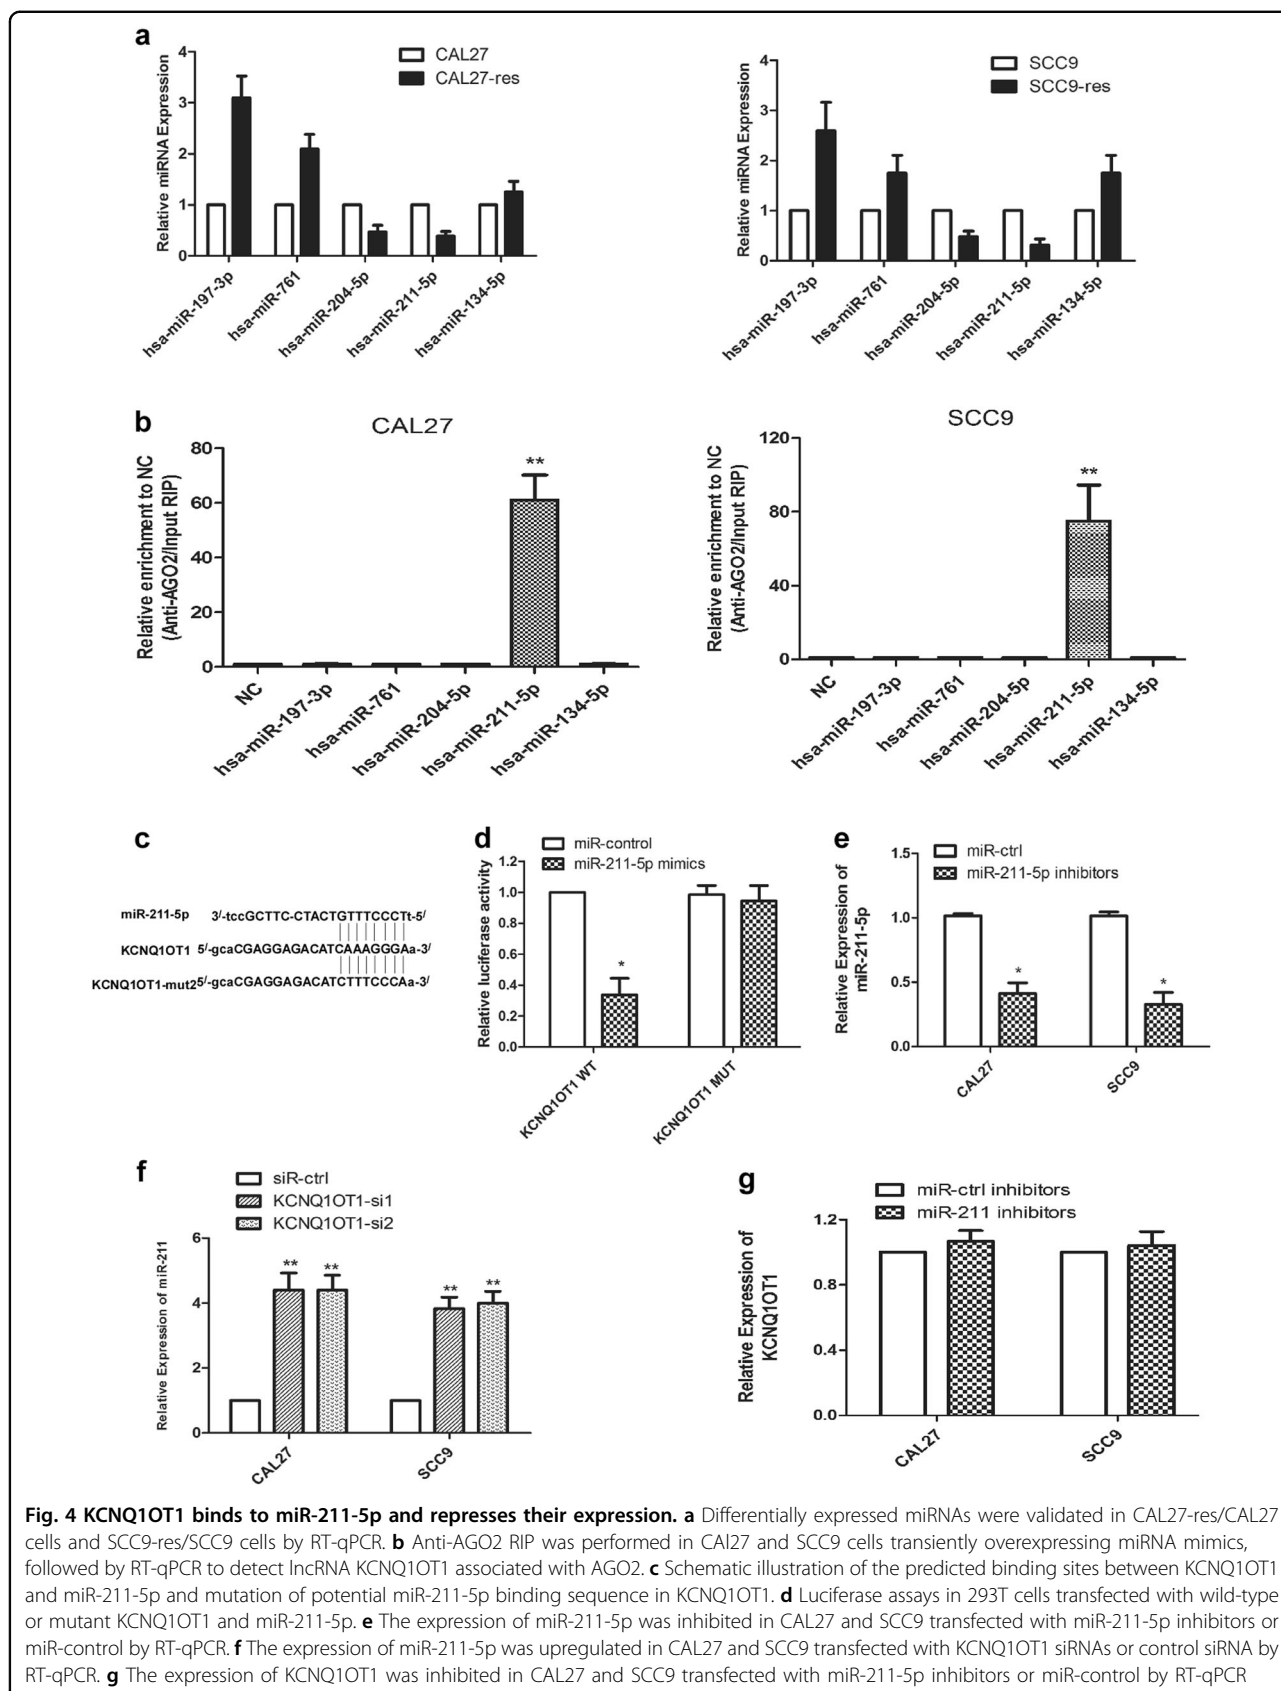 a
CAL27
CAL27-res
Relative miRNA Expression
4
3
2
1
0
hsa-miR-197-3p
hsa-miR-761
hsa-miR-204-5p
hsa-miR-211-5p
hsa-miR-134-5p
SCC9
SCC9-res
Relative miRNA Expression
4
3
2
1
0
hsa-miR-197-3p
hsa-miR-761
hsa-miR-204-5p
hsa-miR-211-5p
hsa-miR-134-5p
b
CAL27
Relative enrichment to NC
(Anti-AGO2/Input RIP)
80
60
40
20
0
**
NC
hsa-miR-197-3p
hsa-miR-761
hsa-miR-204-5p
hsa-miR-211-5p
hsa-miR-134-5p
SCC9
Relative enrichment to NC
(Anti-AGO2/Input RIP)
120
80
40
0
**
NC
hsa-miR-197-3p
hsa-miR-761
hsa-miR-204-5p
hsa-miR-211-5p
hsa-miR-134-5p
c
miR-211-5p 3/-tccGCTTC-CTACTGTTTCCCTt-5/
KCNQ1OT1 5/-gcaCGAGGAGACATCAAAGGGAa-3/
KCNQ1OT1-mut2 5/-gcaCGAGGAGACATCTTTCCCAa-3/
d
miR-control
miR-211-5p mimics
Relative luciferase activity
1.2
1.0
0.8
0.6
0.4
0.2
0.0
*
KCNQ1OT1 WT
KCNQ1OT1 MUT
e
miR-ctrl
miR-211-5p inhibitors
Relative Expression of
miR-211-5p
1.5
1.0
0.5
0.0
*
*
CAL27
SCC9
f
siR-ctrl
KCNQ1OT1-si1
KCNQ1OT1-si2
Relative Expression of miR-211
6
4
2
0
**
**
**
**
CAL27
SCC9
g
miR-ctrl inhibitors
miR-211 inhibitors
Relative Expression of
KCNQ1OT1
1.2
0.8
0.4
0.0
CAL27
SCC9
Fig. 4 KCNQ1OT1 binds to miR-211-5p and represses their expression. a Differentially expressed miRNAs were validated in CAL27-res/CAL27
cells and SCC9-res/SCC9 cells by RT-qPCR. b Anti-AGO2 RIP was performed in CAl27 and SCC9 cells transiently overexpressing miRNA mimics,
followed by RT-qPCR to detect lncRNA KCNQ1OT1 associated with AGO2. c Schematic illustration of the predicted binding sites between KCNQ1OT1
and miR-211-5p and mutation of potential miR-211-5p binding sequence in KCNQ1OT1. d Luciferase assays in 293T cells transfected with wild-type
or mutant KCNQ1OT1 and miR-211-5p. e The expression of miR-211-5p was inhibited in CAL27 and SCC9 transfected with miR-211-5p inhibitors or
miR-control by RT-qPCR. f The expression of miR-211-5p was upregulated in CAL27 and SCC9 transfected with KCNQ1OT1 siRNAs or control siRNA by
RT-qPCR. g The expression of KCNQ1OT1 was inhibited in CAL27 and SCC9 transfected with miR-211-5p inhibitors or miR-control by RT-qPCR